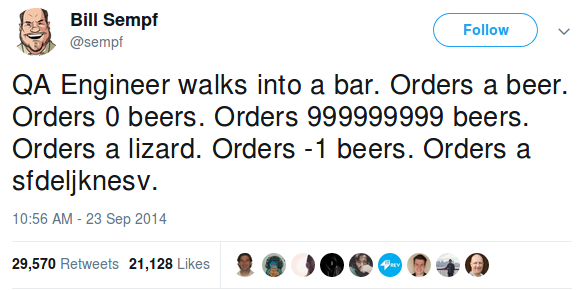 Bill Sempf
@sempf
Follow
QA Engineer walks into a bar. Orders a beer.
Orders 0 beers. Orders 999999999 beers.
Orders a lizard. Orders -1 beers. Orders a
sfdeljknesv.
10:56 AM - 23 Sep 2014
29,570 Retweets 21,128 Likes